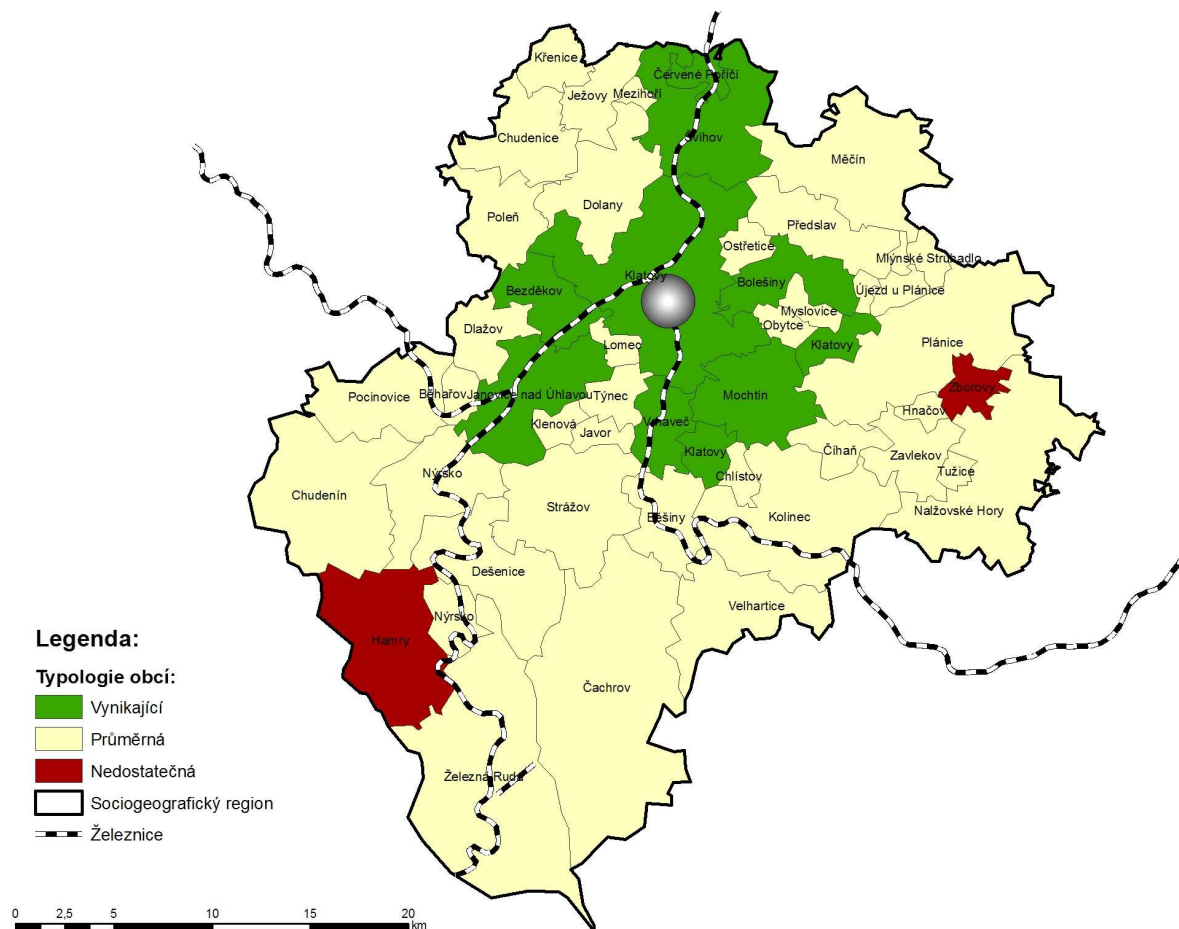 Křenice
Červené Poříčí
Ježovy
Mezihoří
Chudenice
Švihov
Měčín
Dolany
Poleň
Předslav
Ostřetice
Mlýnské Struhadlo
Klatovy
Bolešiny
Újezd u Plánice
Bezděkov
Myslovice
Obytce
Dlažov
Lomec
Klatovy
Plánice
Zborovy
Běhařov
Janovice nad Úhlavou
Týnec
Mochtín
Pocinovice
Hnačov
Klenová
Javor
Vrhaveč
Klatovy
Číhaň
Zavlekov
Nýrsko
Chlístov
Tužice
Chudenín
Strážov
Běšiny
Kolinec
Nalžovské Hory
Dešenice
Velhartice
Nýrsko
Hamry
Čachrov
Železná Ruda
Legenda:
Typologie obcí:
Vynikající
Průměrná
Nedostatečná
Sociogeografický region
Železnice
0 2,5 5 10 15 20
km